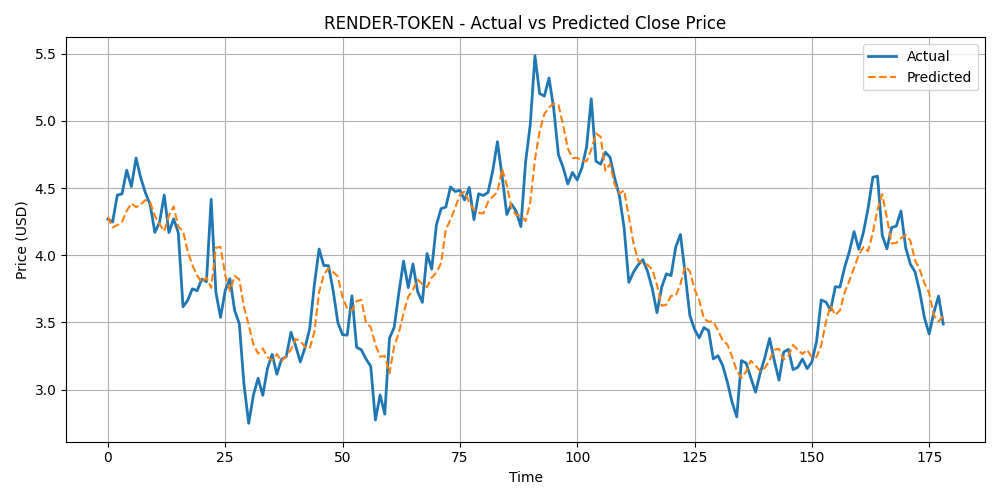 RENDER-TOKEN - Actual vs Predicted Close Price
Actual
Predicted
Price (USD)
5.5
5.0
4.5
4.0
3.5
3.0
0 25 50 75 100 125 150 175
Time